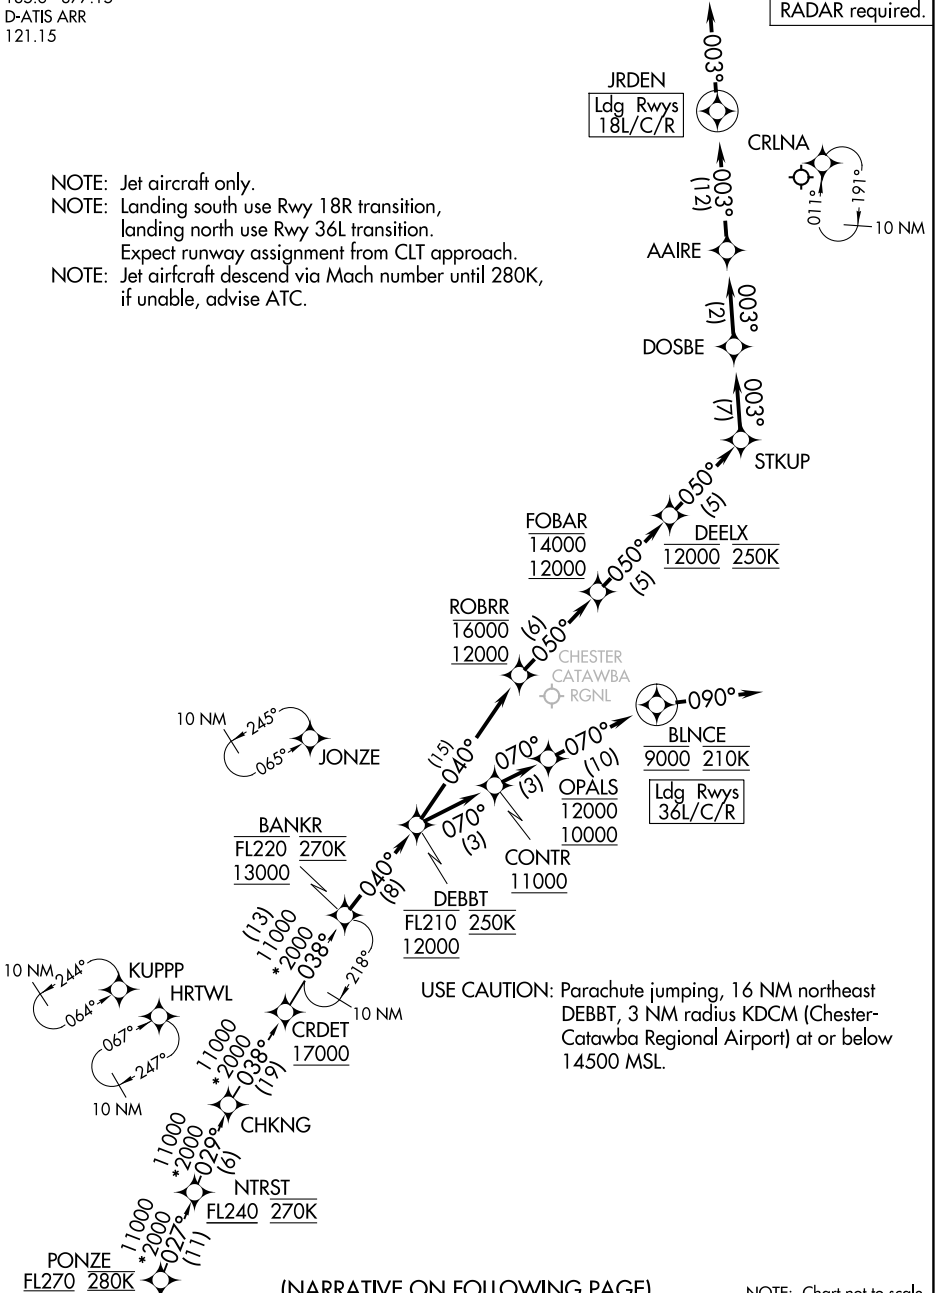 D-ATIS ARR
121.15
RADAR required.
003°
JRDEN
Ldg Rwys
18L/C/R
CRLNA
191°
011°
10 NM
003°
(12)
NOTE: Jet aircraft only.
NOTE: Landing south use Rwy 18R transition,
landing north use Rwy 36L transition.
Expect runway assignment from CLT approach.
NOTE: Jet airfcraft descend via Mach number until 280K,
if unable, advise ATC.
AAIRE
003°
(2)
DOSBE
003°
(7)
STKUP
050°
(5)
FOBAR
14000
12000
DEELX
12000 250K
050°
(5)
ROBRR
16000
12000
(6)
050°
CHESTER
CATAWBA
RGNL
10 NM
245°
065°
JONZE
(15)
040°
090°
BLNCE
9000 210K
Ldg Rwys
36L/C/R
070°
(10)
070°
(3)
OPALS
12000
10000
070°
(3)
CONTR
11000
BANKR
FL220 270K
13000
040°
(8)
DEBBT
FL210 250K
12000
(13)
11000
*2000
038°
218°
10 NM
10 NM
244°
064°
KUPPP
HRTWL
067°
247°
10 NM
USE CAUTION: Parachute jumping, 16 NM northeast
DEBBT, 3 NM radius KDCM (Chester-
Catawba Regional Airport) at or below
14500 MSL.
CRDET
17000
11000
*2000
038°
(19)
CHKNG
11000
*2000
029°
(6)
NTRST
FL240 270K
11000
*2000
027°
(11)
PONZE
FL270 280K
(NARRATIVE ON FOLLOWING PAGE)
NOTE: Chart not to scale.